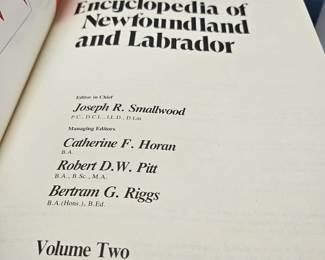 Encyclopedia of
Newfoundland
and Labrador
Editor in Chief
Joseph R. Smallwood
P.C., D.C.L., LL.D., D.Litt.
Managing Editors
Catherine F. Horan
B.A.
Robert D.W. Pitt
B.A., B.Sc., M.A.
Bertram G. Riggs
B.A.(Hons.), B.Ed.
Volume Two